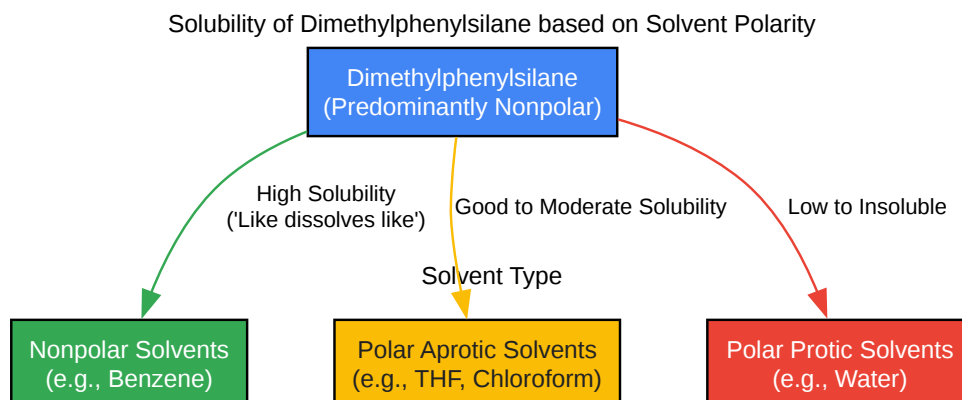 Solubility of Dimethylphenylsilane based on Solvent Polarity
Dimethylphenylsilane
(Predominantly Nonpolar)
High Solubility
('Like dissolves like')
Good to Moderate Solubility
Low to Insoluble
Solvent Type
Nonpolar Solvents
(e.g., Benzene)
Polar Aprotic Solvents
(e.g., THF, Chloroform)
Polar Protic Solvents
(e.g., Water)